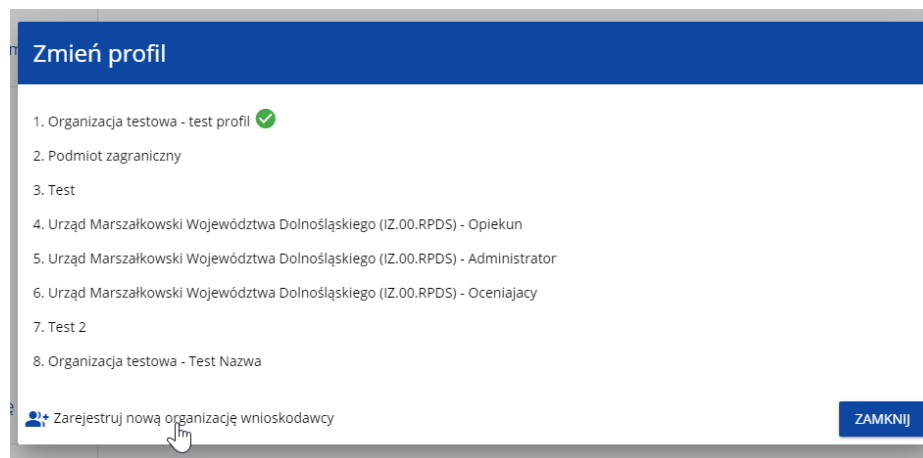 Zmień profil
1. Organizacja testowa - test profil
2. Podmiot zagraniczny
3. Test
4. Urząd Marszałkowski Województwa Dolnośląskiego (IZ.00.RPDS) - Opiekun
5. Urząd Marszałkowski Województwa Dolnośląskiego (IZ.00.RPDS) - Administrator
6. Urząd Marszałkowski Województwa Dolnośląskiego (IZ.00.RPDS) - Oceniajacy
7. Test 2
8. Organizacja testowa - Test Nazwa
Zarejestruj nową organizację wnioskodawcy
ZAMKNIJ